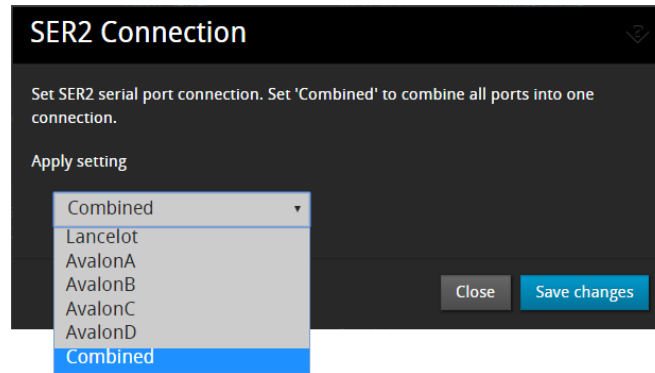 SER2 Connection
Set SER2 serial port connection. Set 'Combined' to combine all ports into one
connection.
Apply setting
Combined
Lancelot
AvalonA
AvalonB
AvalonC
AvalonD
Combined
Close Save changes